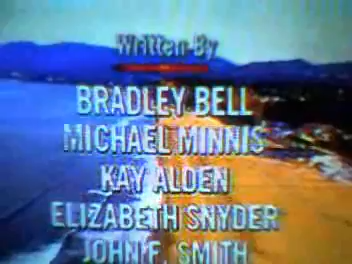 Written By
BRADLEY BELL
MICHAEL MINNIS
KAY ALDEN
ELIZABETH SNYDER
JOHN F. SMITH